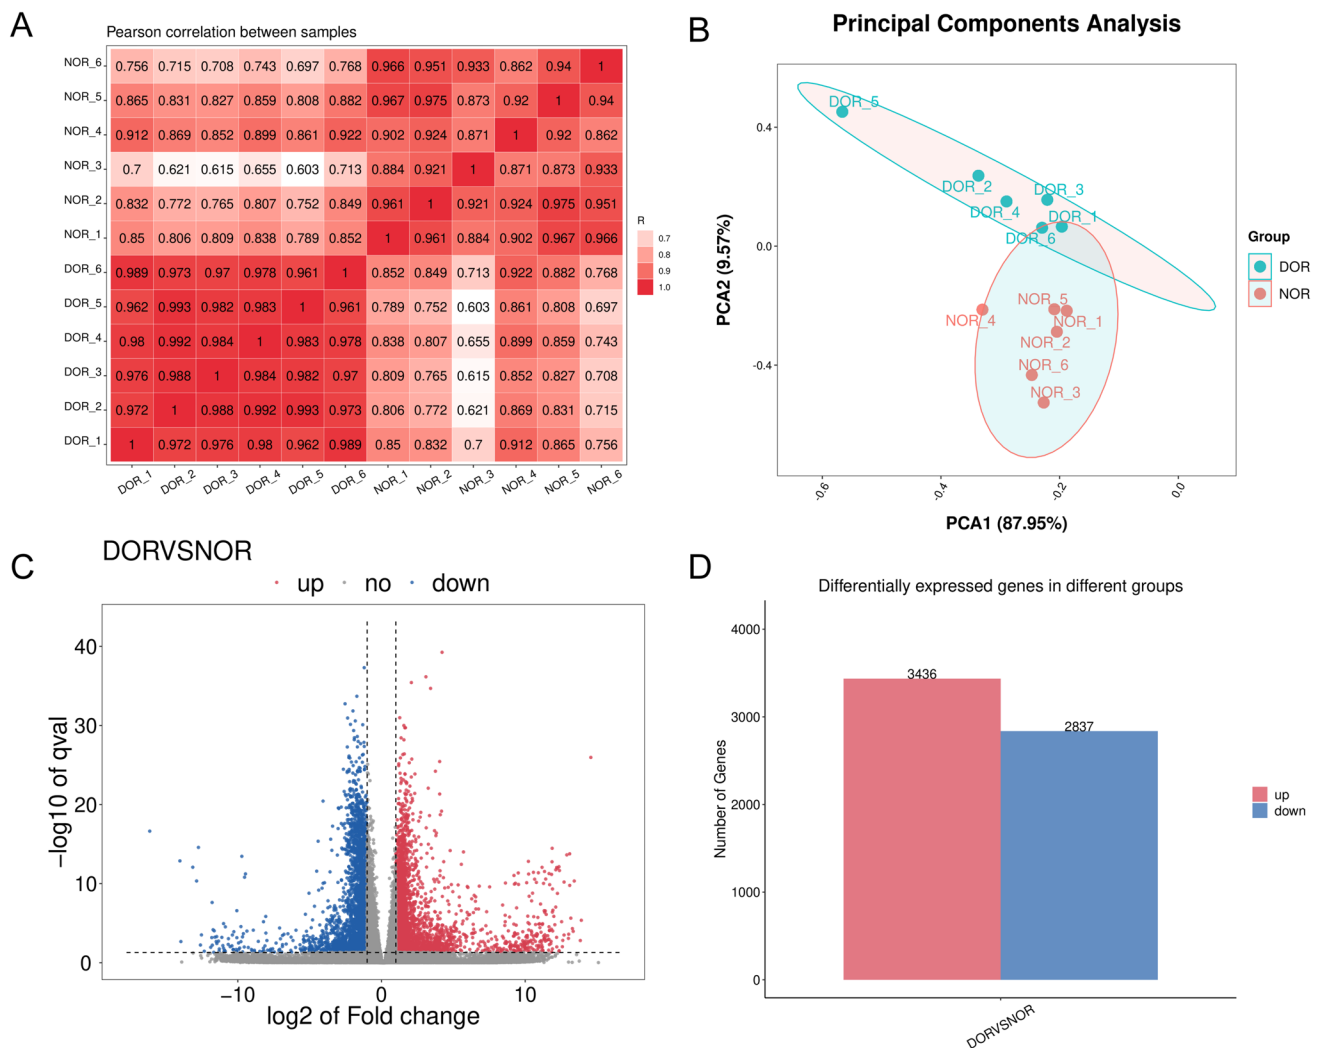 A
Pearson correlation between samples
NOR_6 0.756 0.715 0.708 0.743 0.697 0.768 0.966 0.951 0.933 0.862 0.94 1
NOR_5 0.865 0.831 0.827 0.859 0.808 0.882 0.967 0.975 0.873 0.92 1 0.94
NOR_4 0.912 0.869 0.852 0.899 0.861 0.922 0.902 0.924 0.871 1 0.92 0.862
NOR_3 0.7 0.621 0.615 0.655 0.603 0.713 0.884 0.921 1 0.871 0.873 0.933
NOR_2 0.832 0.772 0.765 0.807 0.752 0.849 0.961 1 0.921 0.924 0.975 0.951
NOR_1 0.85 0.806 0.809 0.838 0.789 0.852 1 0.961 0.884 0.902 0.967 0.966
DOR_6 0.989 0.973 0.97 0.978 0.961 1 0.852 0.849 0.713 0.922 0.882 0.768
DOR_5 0.962 0.993 0.982 0.983 1 0.961 0.789 0.752 0.603 0.861 0.808 0.697
DOR_4 0.98 0.992 0.984 1 0.983 0.978 0.838 0.807 0.655 0.899 0.859 0.743
DOR_3 0.976 0.988 1 0.984 0.982 0.97 0.809 0.765 0.615 0.852 0.827 0.708
DOR_2 0.972 1 0.988 0.992 0.993 0.973 0.806 0.772 0.621 0.869 0.831 0.715
DOR_1 1 0.972 0.976 0.98 0.962 0.989 0.85 0.832 0.7 0.912 0.865 0.756
DOR_1 DOR_2 DOR_3 DOR_4 DOR_5 DOR_6 NOR_1 NOR_2 NOR_3 NOR_4 NOR_5 NOR_6
R
0.7
0.8
0.9
1.0
B
Principal Components Analysis
PCA2 (9.57%)
0.4
0.0
-0.4
DOR_5
DOR_2
DOR_3
DOR_4
DOR_1
DOR_6
NOR_5
NOR_4
NOR_1
NOR_2
NOR_6
NOR_3
-0.6 -0.4 -0.2 0.0
PCA1 (87.95%)
Group
DOR
NOR
C
DORVSNOR
up no down
−log10 of qval
40
30
20
10
0
−10 0 10
log2 of Fold change
D
Differentially expressed genes in different groups
Number of Genes
4000
3000
2000
1000
0
3436
2837
DORVSNOR
up
down